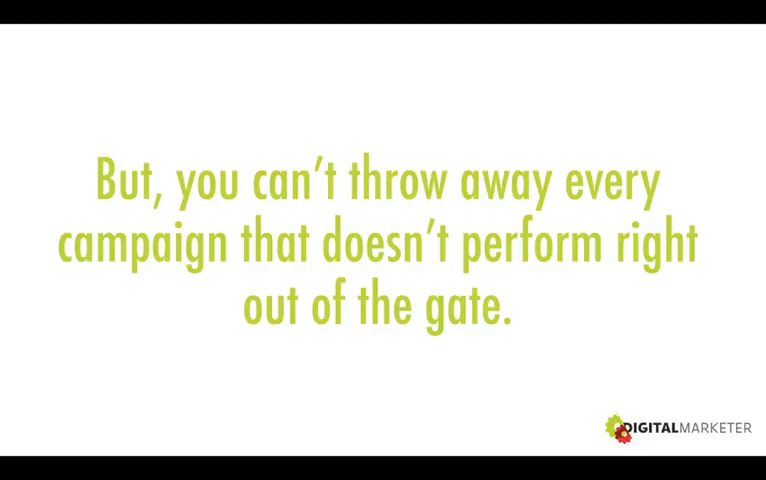 But, you can’t throw away every
campaign that doesn’t perform right
out of the gate.
DIGITALMARKETER